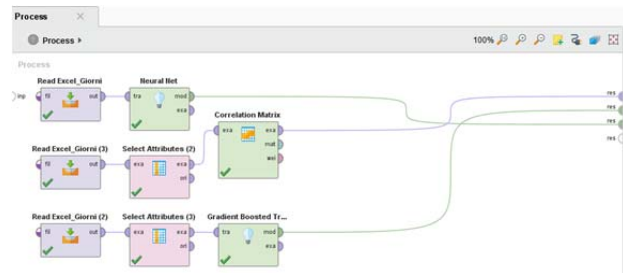 Process
Process
100%
Process
Read Excel_Giorni
Neural Net
inp
fil
out
tra
mod
exa
res
res
res
res
Correlation Matrix
exa
exa
mat
wei
Read Excel_Giorni (3)
Select Attributes (2)
fil
out
exa
exa
ori
Read Excel_Giorni (2)
Select Attributes (3)
Gradient Boosted Tr...
fil
out
exa
exa
ori
tra
mod
exa